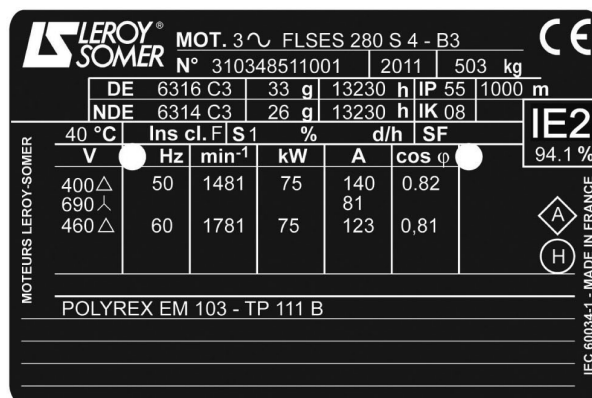 LEROY®
SOMER
MOT. 3∿ FLSES 280 S 4 - B3
CE
N° 310348511001 2011 503 kg
DE 6316 C3 33 g 13230 h IP 55 1000 m
NDE 6314 C3 26 g 13230 h IK 08
IE2
94.1 %
40 °C Ins cl. F S 1 % d/h SF
V Hz min-1 kW A cos φ
400△ 50 1481 75 140 0.82
690⅄ 81
460△ 60 1781 75 123 0,81
A
H
POLYREX EM 103 - TP 111 B
MOTEURS LEROY-SOMER
IEC 60034-1 - MADE IN FRANCE